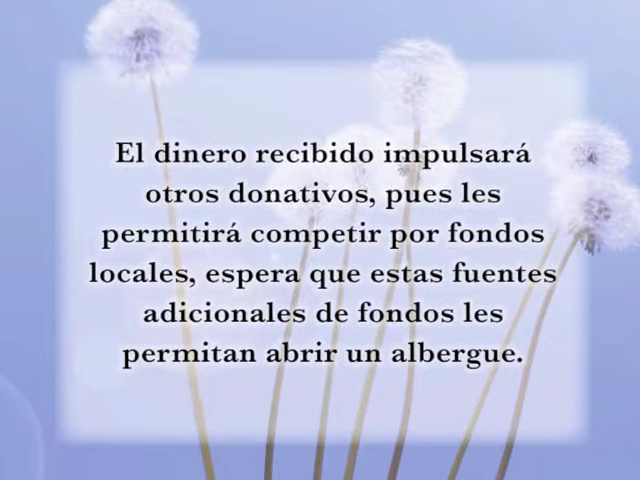 El dinero recibido impulsará
otros donativos, pues les
permitirá competir por fondos
locales, espera que estas fuentes
adicionales de fondos les
permitan abrir un albergue.